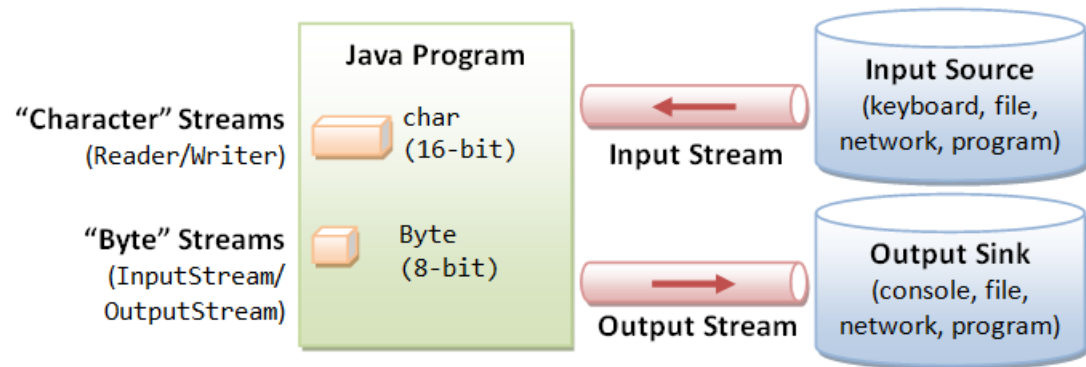 Java Program
“Character” Streams
(Reader/Writer)
char
(16-bit)
“Byte” Streams
(InputStream/
OutputStream)
Byte
(8-bit)
Input Stream
Output Stream
Input Source
(keyboard, file,
network, program)
Output Sink
(console, file,
network, program)